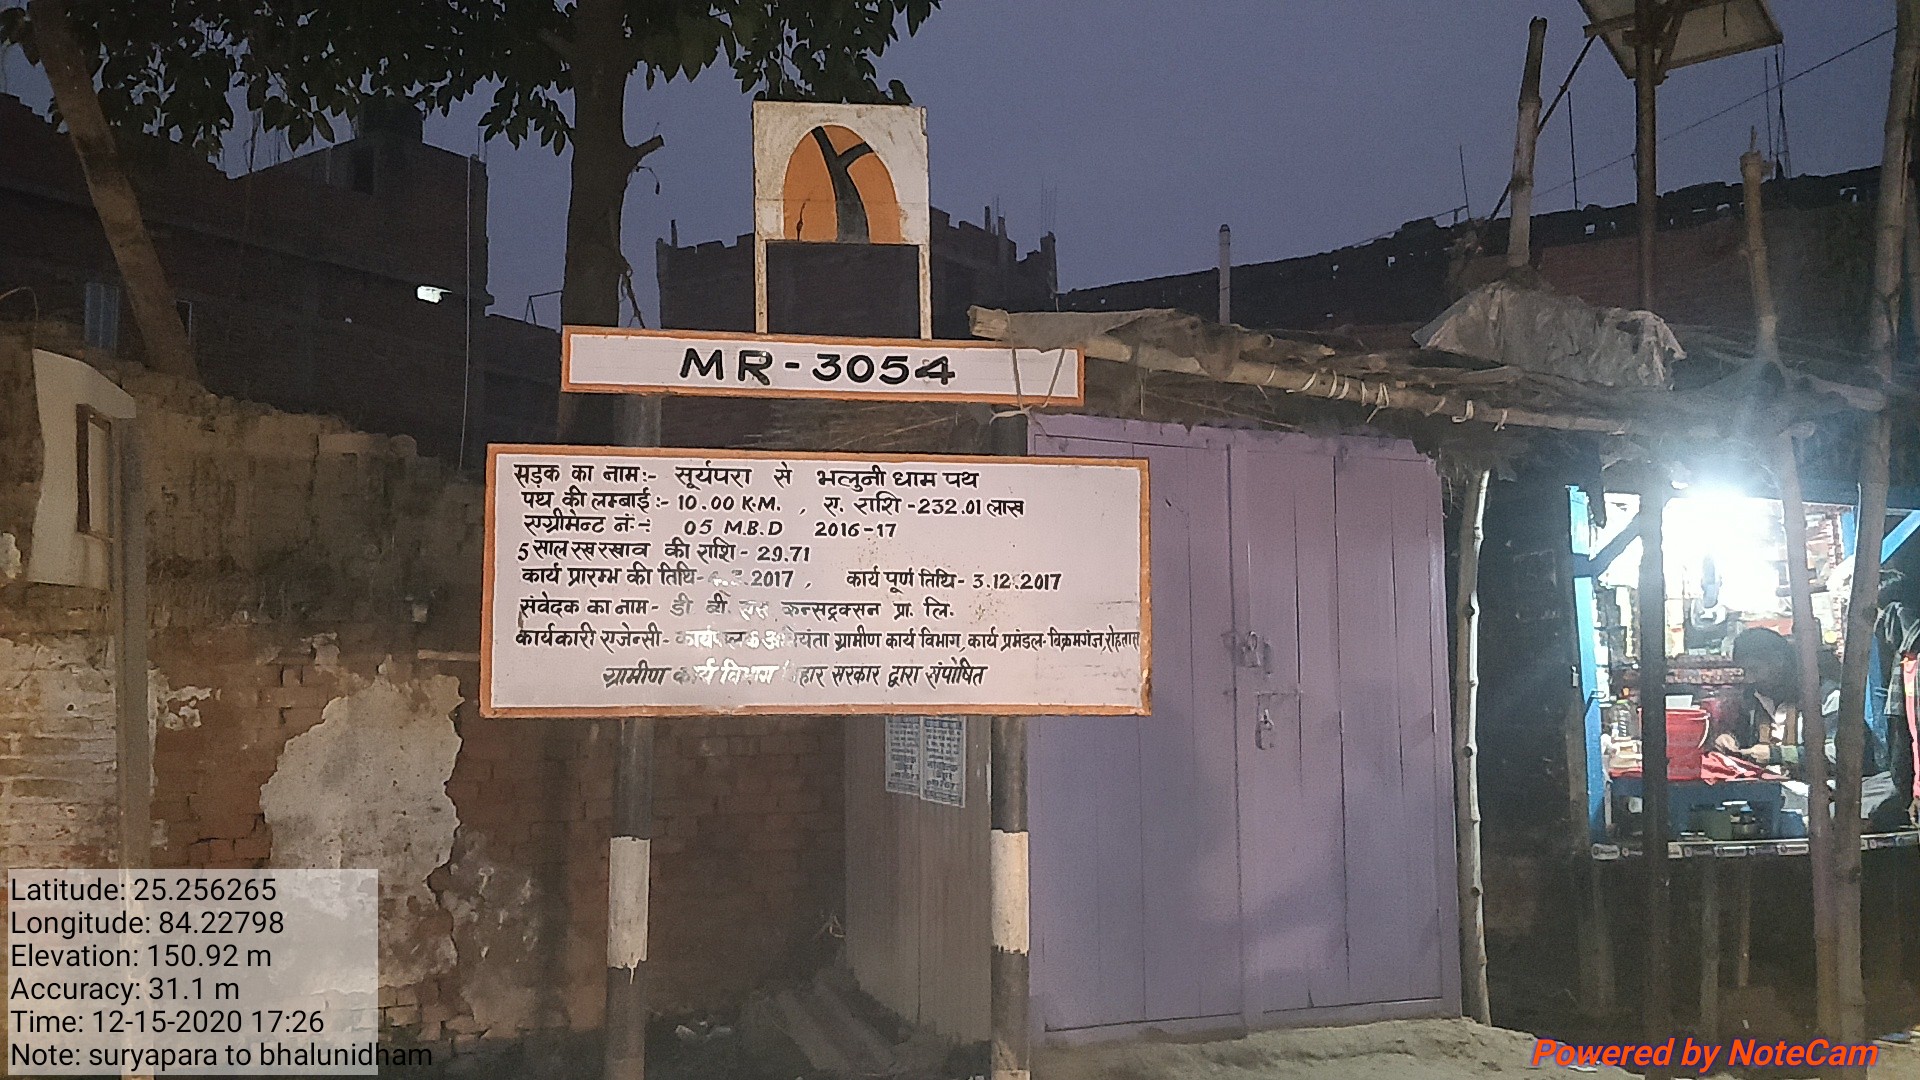 MR-3054
सड़क का नाम:- सूर्यपरा से भलुनी धाम पथ
पथ की लम्बाई:- 10.00 K.M. , ए. राशि -232.01 लाख
एग्रीमेन्ट नं-: 05 M.B.D 2016-17
5 साल रख रखाव की राशि- 29.71
कार्य प्रारम्भ की तिथि- 2017 , कार्य पूर्ण तिथि- 3.12.2017
संवेदक का नाम- डी बी. एस कन्सट्रक्सन प्रा. लि.
कार्यकारी एजेन्सी- ग्रामीण कार्य विभाग, कार्य प्रमंडल-विक्रमगंज, रोहतास
ग्रामीण कार्य विभाग सरकार द्वारा संपोषित
Latitude: 25.256265
Longitude: 84.22798
Elevation: 150.92 m
Accuracy: 31.1 m
Time: 12-15-2020 17:26
Note: suryapara to bhalunidham
Powered by NoteCam